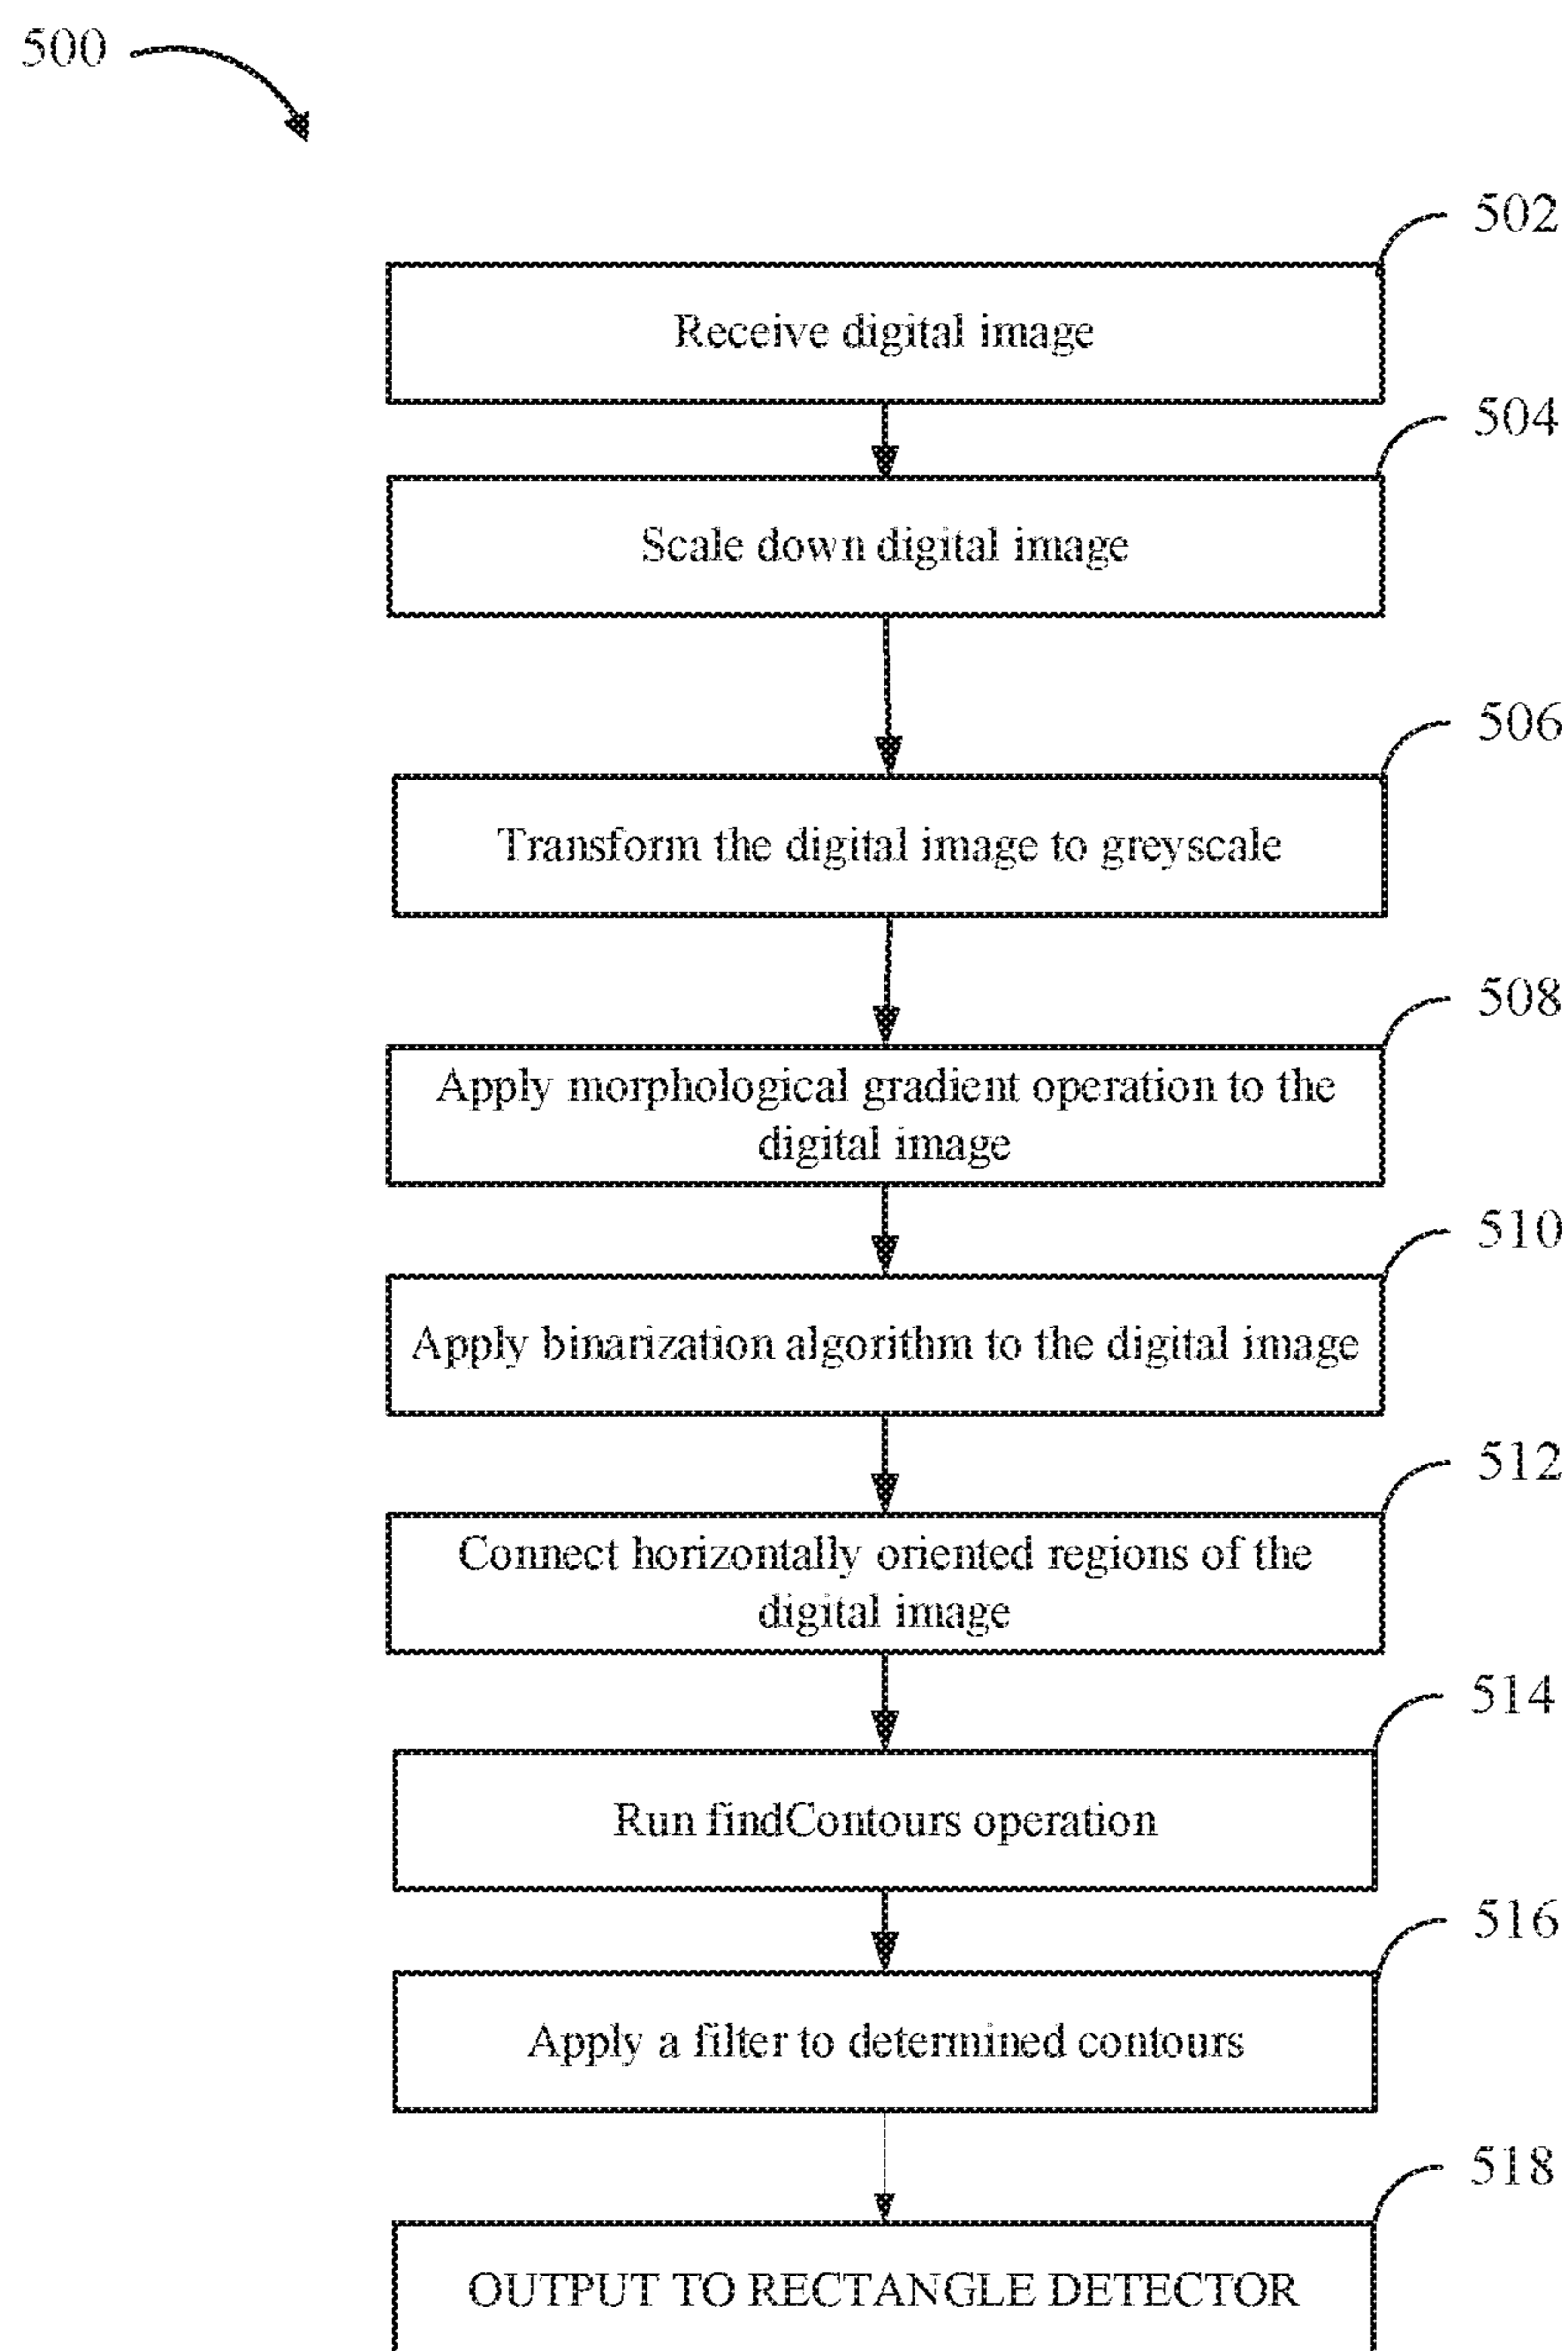 500
502
Receive digital image
504
Scale down digital image
506
Transform the digital image to greyscale
508
Apply morphological gradient operation to the
digital image
510
Apply binarization algorithm to the digital image
512
Connect horizontally oriented regions of the
digital image
514
Run findContours operation
516
Apply a filter to determined contours
518
OUTPUT TO RECTANGLE DETECTOR